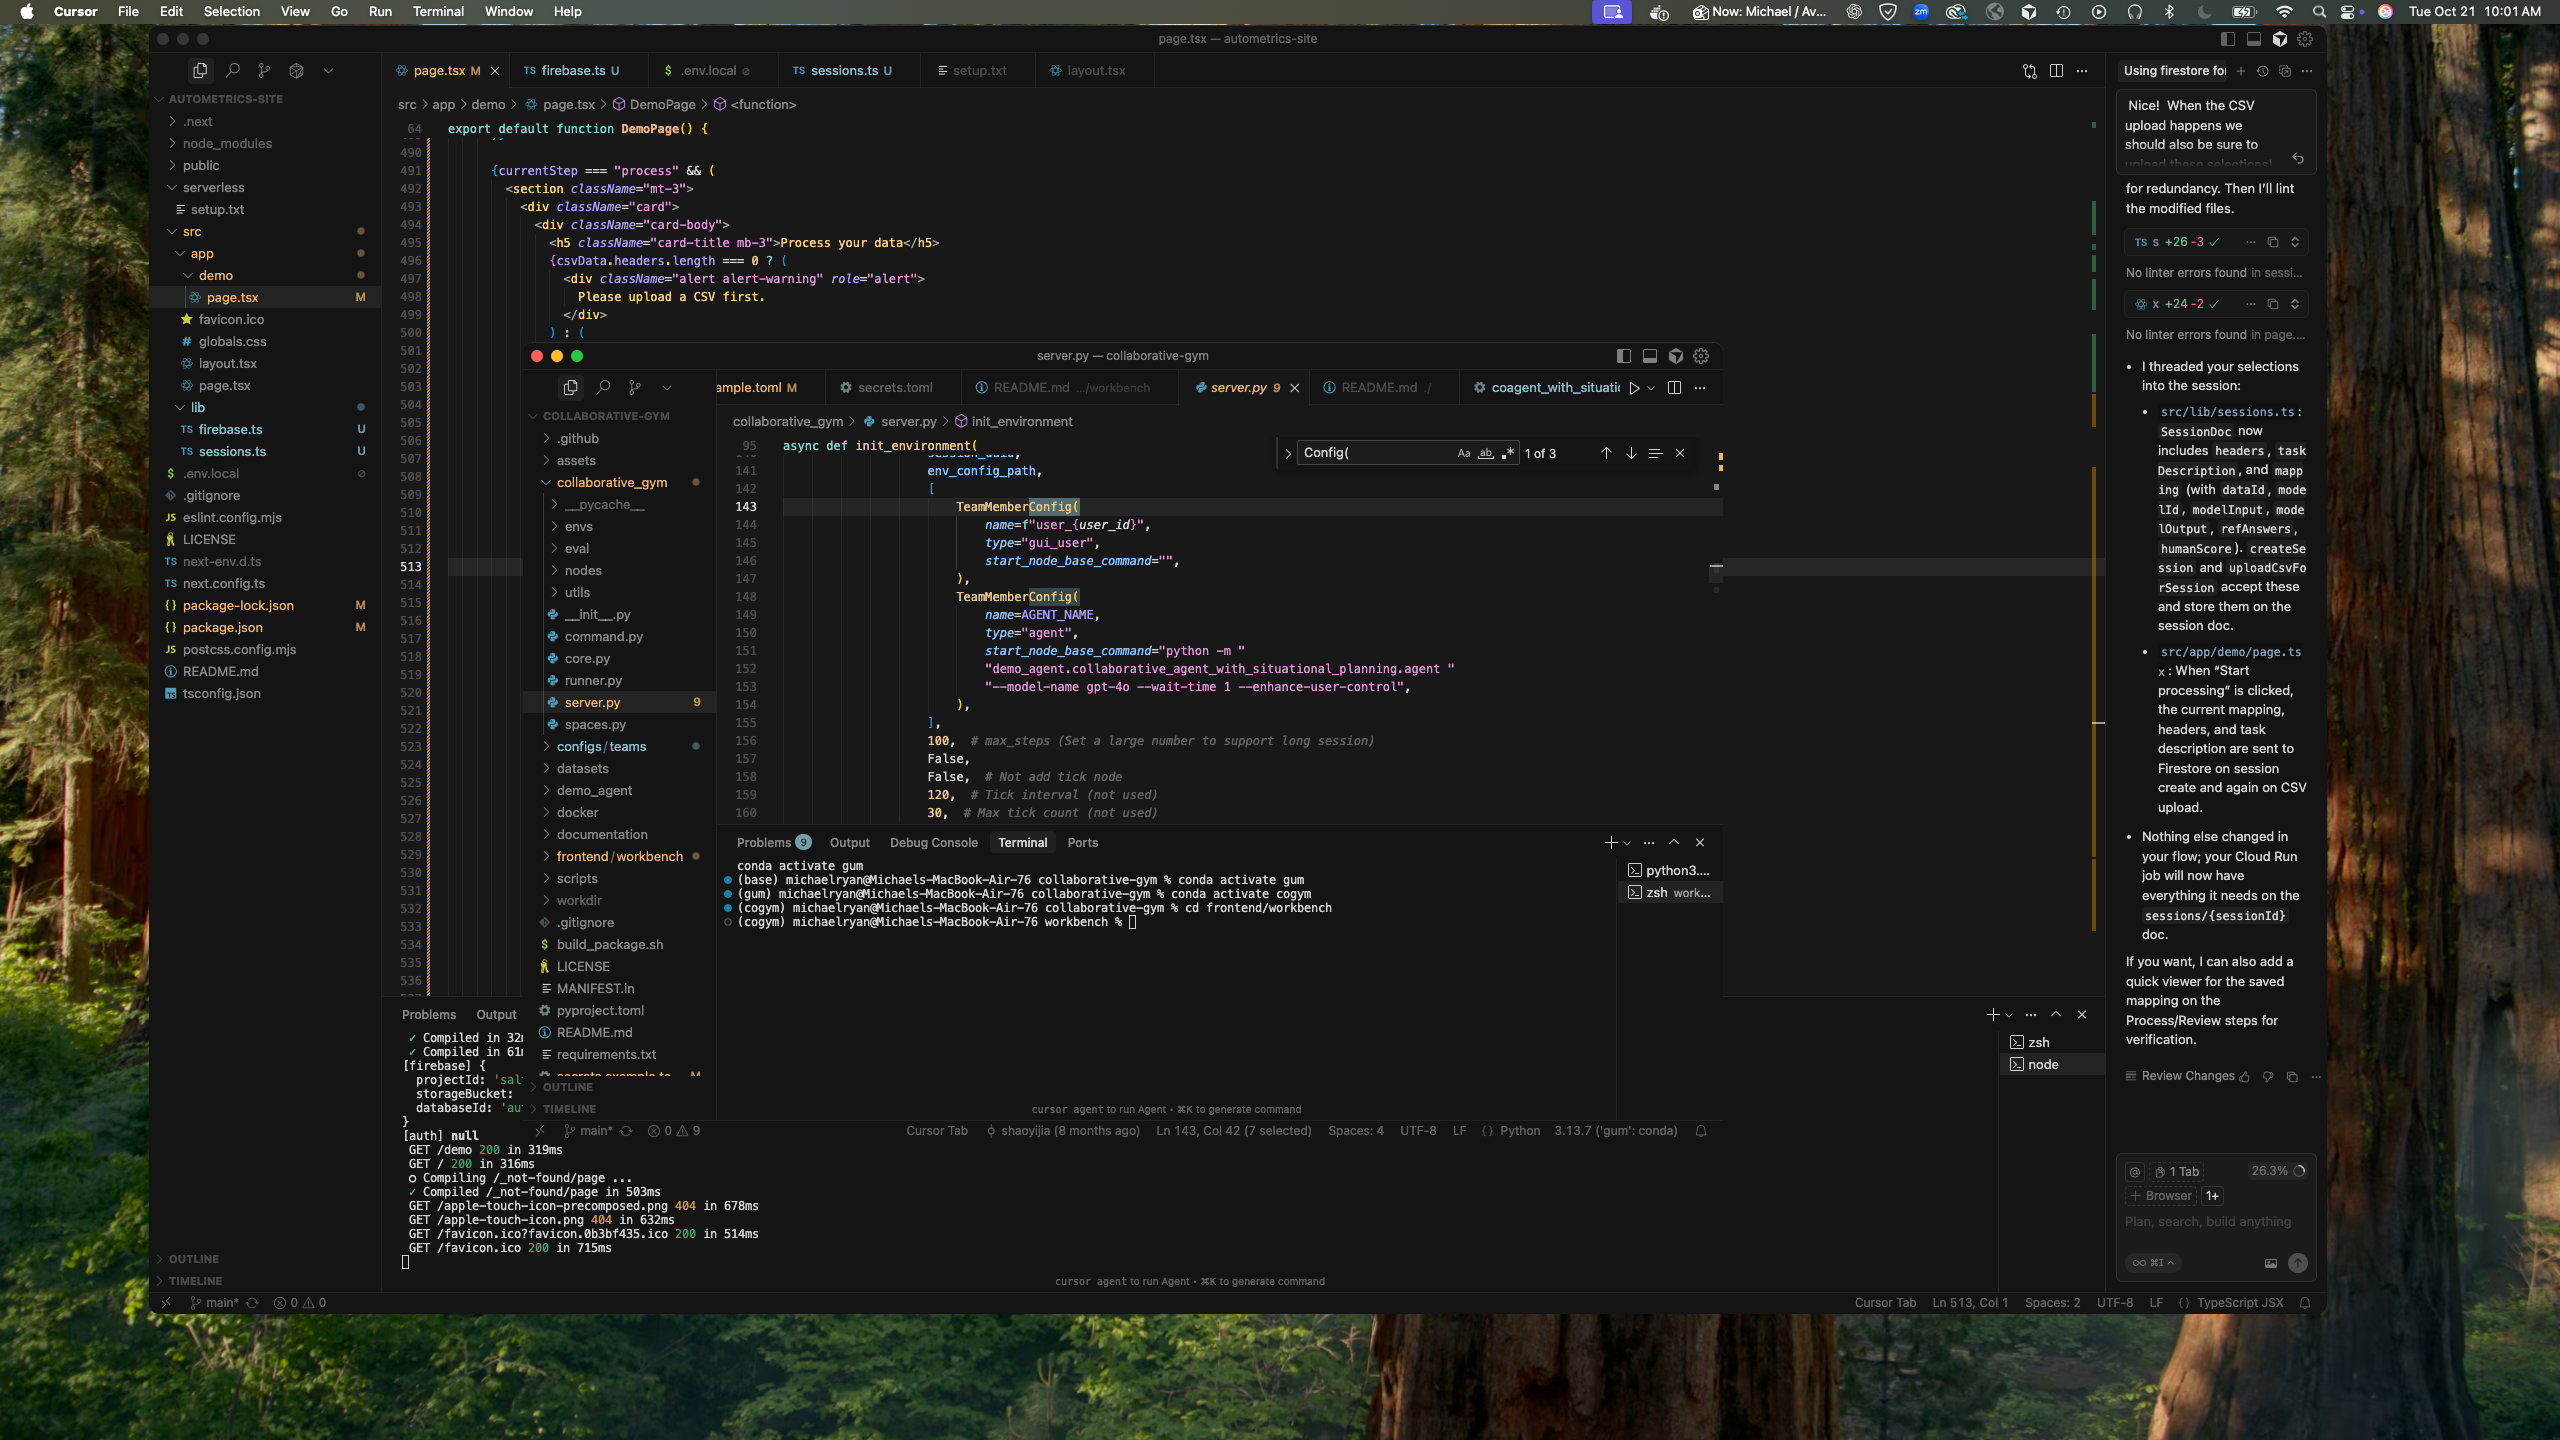 Cursor File Edit Selection View Go Run Terminal Window Help
Now: Michael / Av...
Tue Oct 21 10:01 AM
page.tsx — autometrics-site
page.tsx M
TS firebase.ts U
$ .env.local
TS sessions.ts U
setup.txt
layout.tsx
src > app > demo > page.tsx > DemoPage > <function>
AUTOMETRICS-SITE
.next
node_modules
public
serverless
setup.txt
src
app
demo
page.tsx M
favicon.ico
# globals.css
layout.tsx
page.tsx
lib
TS firebase.ts U
TS sessions.ts U
$ .env.local
.gitignore
JS eslint.config.mjs
LICENSE
TS next-env.d.ts
TS next.config.ts
{} package-lock.json M
{} package.json M
JS postcss.config.mjs
README.md
tsconfig.json
OUTLINE
TIMELINE
64 export default function DemoPage() {
490
491 {currentStep === "process" && (
492 <section className="mt-3">
493 <div className="card">
494 <div className="card-body">
495 <h5 className="card-title mb-3">Process your data</h5>
496 {csvData.headers.length === 0 ? (
497 <div className="alert alert-warning" role="alert">
498 Please upload a CSV first.
499 </div>
500 ) : (
501
502
503
504
505
506
507
508
509
510
511
512
513
514
515
516
517
518
519
520
521
522
523
524
525
526
527
528
529
530
531
532
533
534
535
536
server.py — collaborative-gym
ample.toml M
secrets.toml
README.md .../workbench
server.py 9
README.md ./
coagent_with_situatic
collaborative_gym > server.py > init_environment
COLLABORATIVE-GYM
.github
assets
collaborative_gym
__pycache__
envs
eval
nodes
utils
__init__.py
command.py
core.py
runner.py
server.py 9
spaces.py
configs/teams
datasets
demo_agent
docker
documentation
frontend/workbench
scripts
workdir
.gitignore
$ build_package.sh
LICENSE
MANIFEST.in
pyproject.toml
README.md
requirements.txt
OUTLINE
TIMELINE
Config(
Aa ab 1 of 3
95 async def init_environment(
141 env_config_path,
142 [
143 TeamMemberConfig(
144 name=f"user_{user_id}",
145 type="gui_user",
146 start_node_base_command="",
147 ),
148 TeamMemberConfig(
149 name=AGENT_NAME,
150 type="agent",
151 start_node_base_command="python -m "
152 "demo_agent.collaborative_agent_with_situational_planning.agent "
153 "--model-name gpt-4o --wait-time 1 --enhance-user-control",
154 ),
155 ],
156 100, # max_steps (Set a large number to support long session)
157 False,
158 False, # Not add tick node
159 120, # Tick interval (not used)
160 30, # Max tick count (not used)
Problems 9 Output Debug Console Terminal Ports
conda activate gum
(base) michaelryan@Michaels-MacBook-Air-76 collaborative-gym % conda activate gum
(gum) michaelryan@Michaels-MacBook-Air-76 collaborative-gym % conda activate cogym
(cogym) michaelryan@Michaels-MacBook-Air-76 collaborative-gym % cd frontend/workbench
(cogym) michaelryan@Michaels-MacBook-Air-76 workbench %
python3....
zsh work...
cursor agent to run Agent • ⌘K to generate command
main* 0 9
Cursor Tab shaoyijia (8 months ago) Ln 143, Col 42 (7 selected) Spaces: 4 UTF-8 LF {} Python 3.13.7 ('gum': conda)
Problems Output
✓ Compiled in 32m
✓ Compiled in 61m
[firebase] {
projectId: 'sal
storageBucket:
databaseId: 'au
}
[auth] null
GET /demo 200 in 319ms
GET / 200 in 316ms
○ Compiling /_not-found/page ...
✓ Compiled /_not-found/page in 503ms
GET /apple-touch-icon-precomposed.png 404 in 678ms
GET /apple-touch-icon.png 404 in 632ms
GET /favicon.ico?favicon.0b3bf435.ico 200 in 514ms
GET /favicon.ico 200 in 715ms
zsh
node
cursor agent to run Agent • ⌘K to generate command
main* 0 0
Cursor Tab Ln 513, Col 1 Spaces: 2 UTF-8 LF {} TypeScript JSX
Using firestore for
Nice! When the CSV
upload happens we
should also be sure to
upload these selections!
for redundancy. Then I'll lint
the modified files.
TS s +26 -3 ✓
No linter errors found in sessi...
x +24 -2 ✓
No linter errors found in page....
• I threaded your selections
into the session:
• src/lib/sessions.ts:
SessionDoc now
includes headers, task
Description, and mapp
ing (with dataId, mode
lId, modelInput, mode
lOutput, refAnswers,
humanScore). createSe
ssion and uploadCsvFo
rSession accept these
and store them on the
session doc.
• src/app/demo/page.ts
x: When “Start
processing” is clicked,
the current mapping,
headers, and task
description are sent to
Firestore on session
create and again on CSV
upload.
• Nothing else changed in
your flow; your Cloud Run
job will now have
everything it needs on the
sessions/{sessionId}
doc.
If you want, I can also add a
quick viewer for the saved
mapping on the
Process/Review steps for
verification.
Review Changes
@ 1 Tab 26.3%
+ Browser 1+
Plan, search, build anything
∞ ⌘I